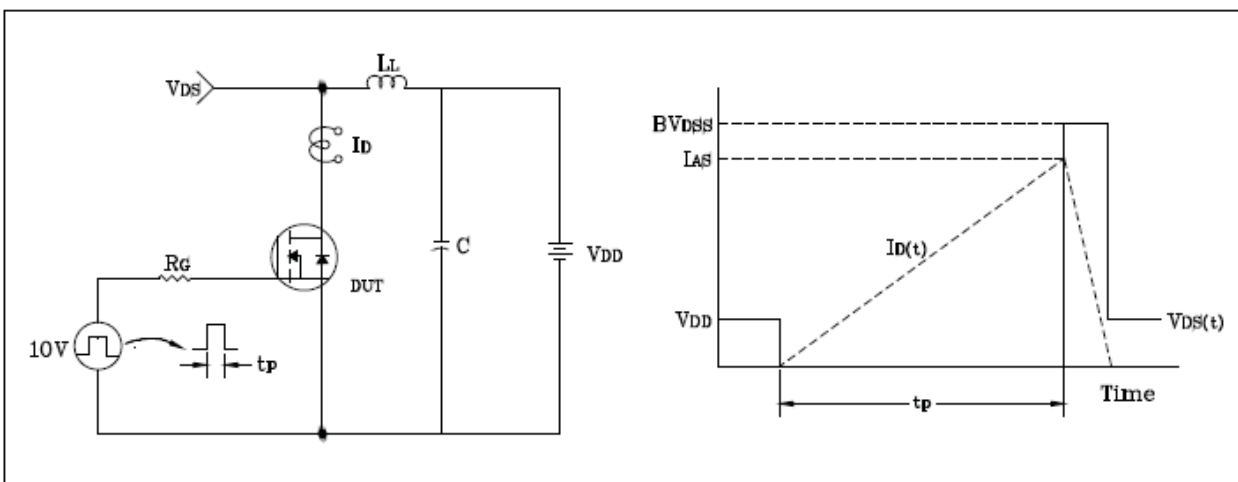 VDS
LL
ID
RG
DUT
C
VDD
10V
tp
BVDSS
IAS
ID(t)
VDD
VDS(t)
tp
Time